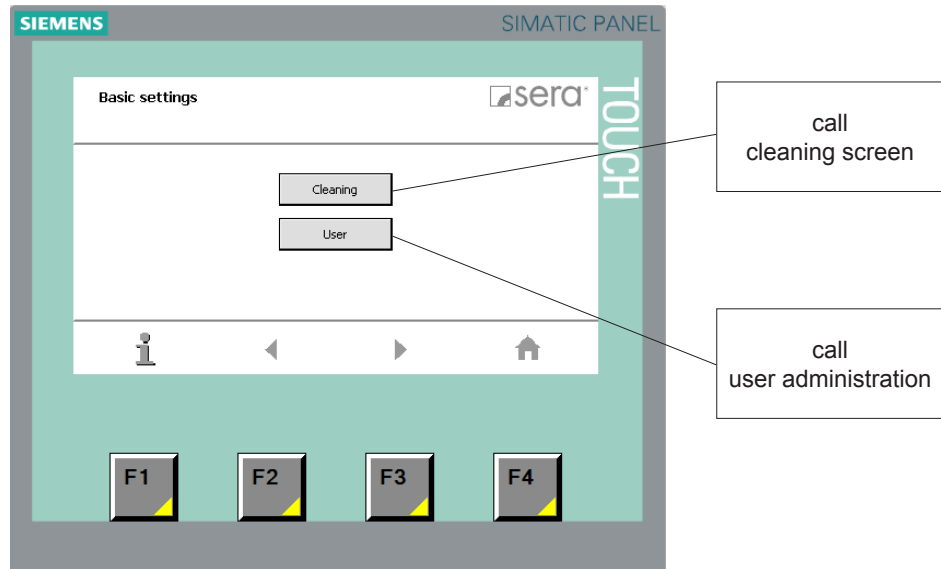 SIEMENS
SIMATIC PANEL
TOUCH
Basic settings
sera
Cleaning
User
call
cleaning screen
call
user administration
F1
F2
F3
F4